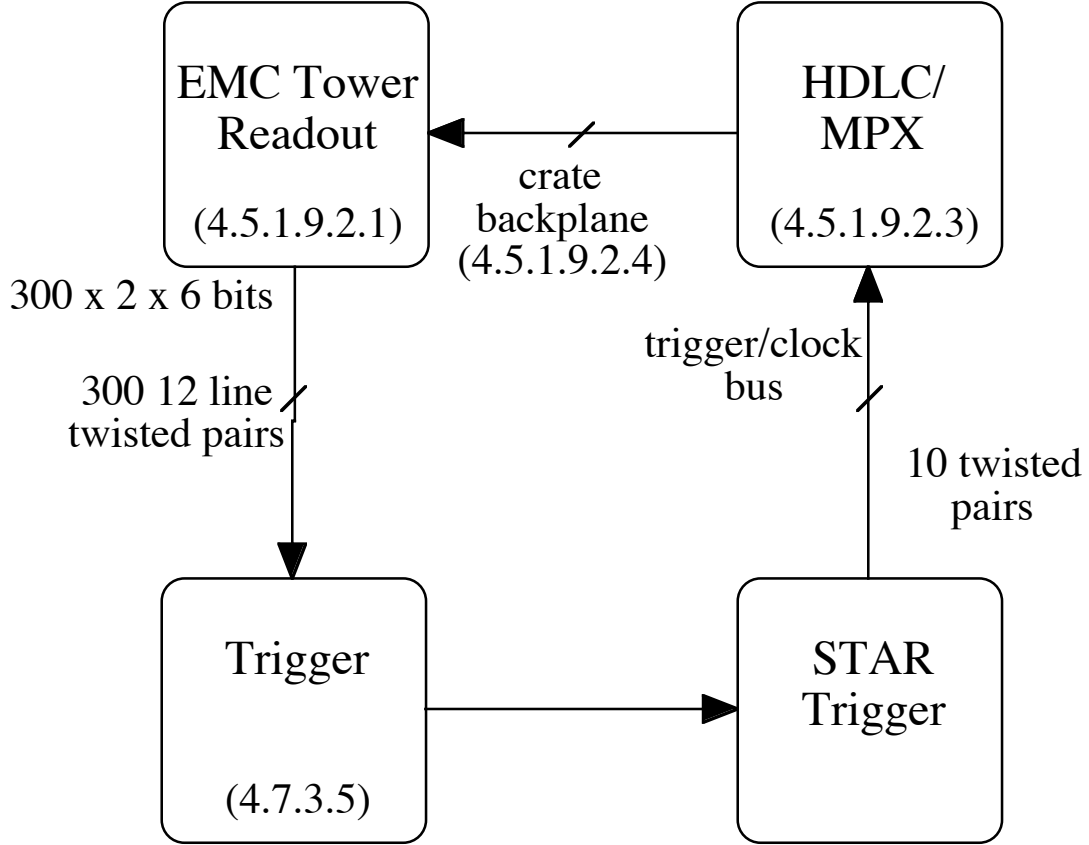 EMC Tower
Readout
(4.5.1.9.2.1)
HDLC/
MPX
(4.5.1.9.2.3)
crate
backplane
(4.5.1.9.2.4)
300 x 2 x 6 bits
300 12 line
twisted pairs
trigger/clock
bus
10 twisted
pairs
Trigger
(4.7.3.5)
STAR
Trigger